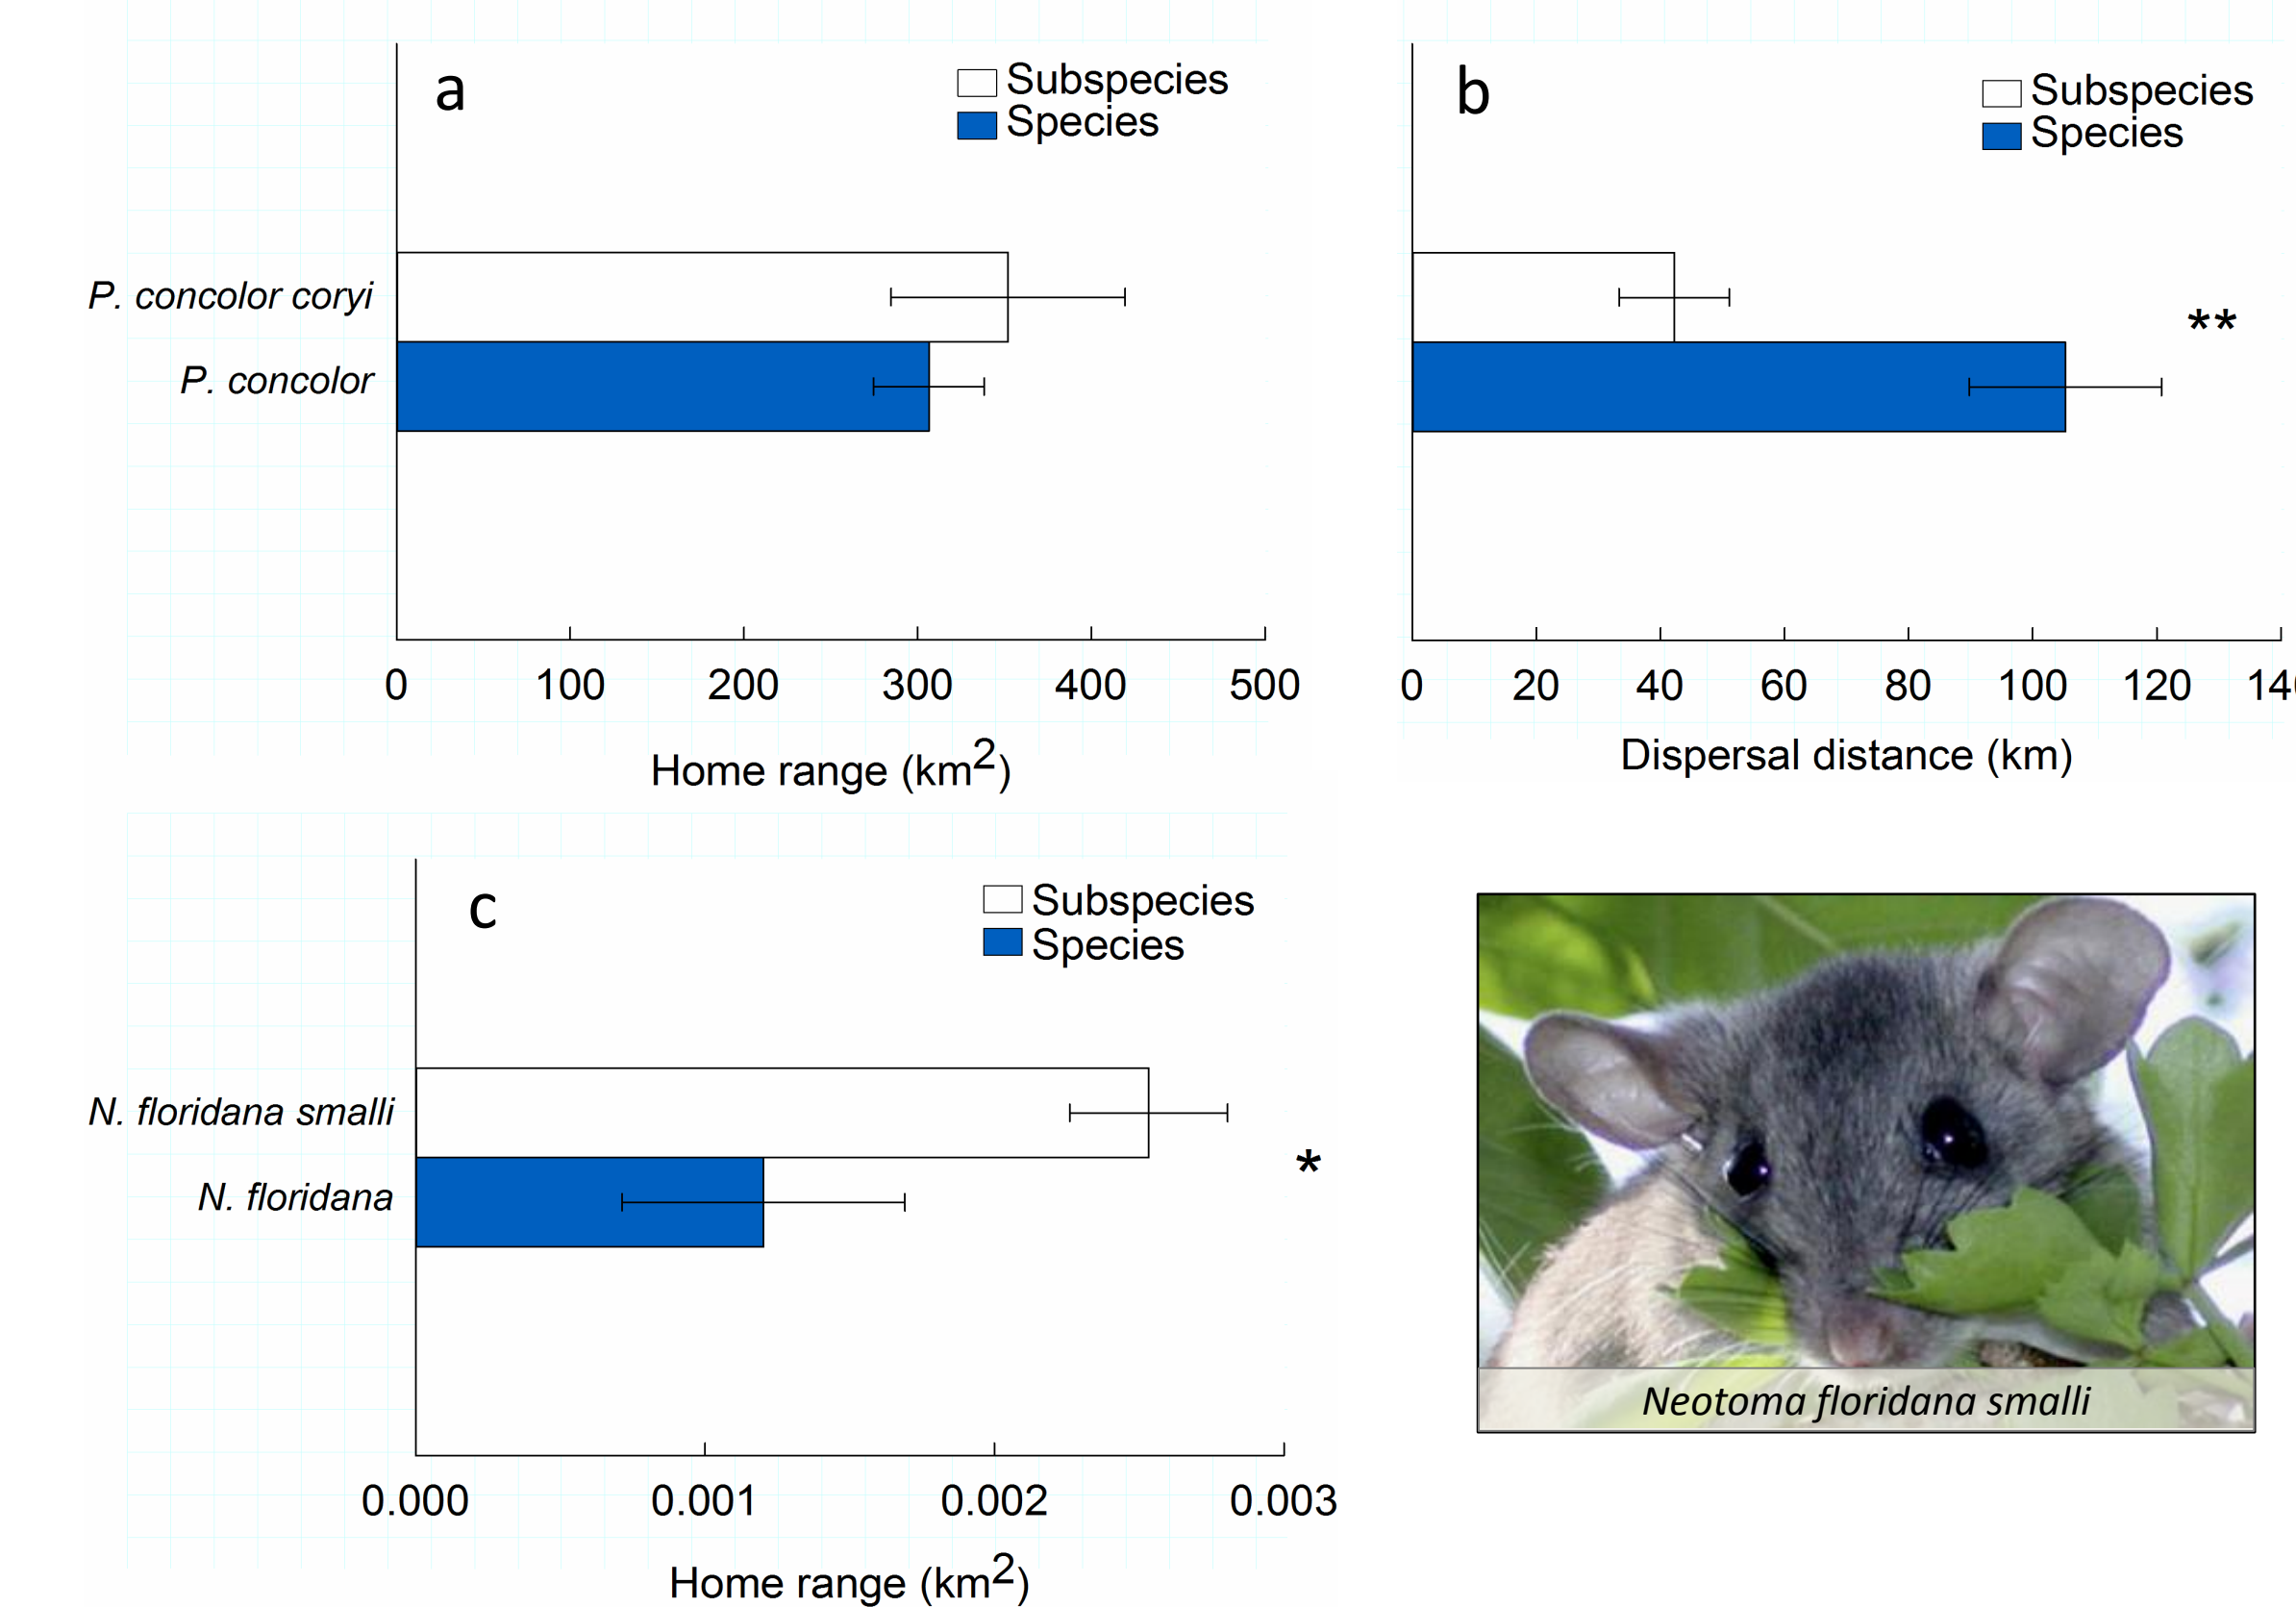 a
Subspecies
Species
P. concolor coryi
P. concolor
0 100 200 300 400 500
Home range (km²)
b
Subspecies
Species
**
0 20 40 60 80 100 120 140
Dispersal distance (km)
c
Subspecies
Species
N. floridana smalli
N. floridana
*
0.000 0.001 0.002 0.003
Home range (km²)
Neotoma floridana smalli